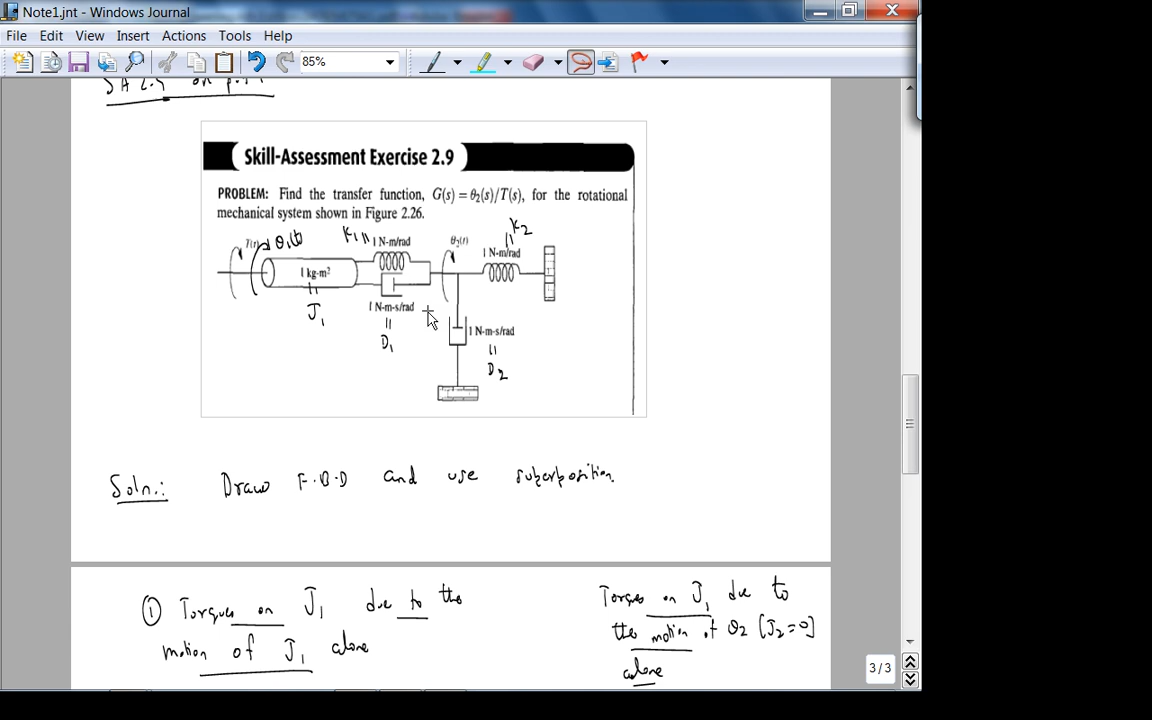 Note1.jnt - Windows Journal
File Edit View Insert Actions Tools Help
85%
Skill-Assessment Exercise 2.9
PROBLEM: Find the transfer function, G(s) = θ₂(s)/T(s), for the rotational
mechanical system shown in Figure 2.26.
T(t) θ₁(t) K₁ 1 N-m/rad θ₂(t) K₂
1 N-m/rad
1 kg-m²
J₁
1 N-m-s/rad
D₁
1 N-m-s/rad
D₂
Soln.: Draw F.B.D and use superposition.
① Torques on J₁ due to the
motion of J₁ alone
Torques on J₁ due to
the motion of θ₂ [J₂=0]
alone
3/3